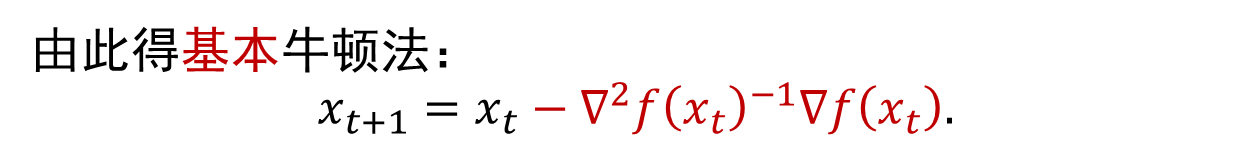 由此得基本牛顿法：
x_{t+1} = x_t − ∇²f(x_t)⁻¹∇f(x_t).